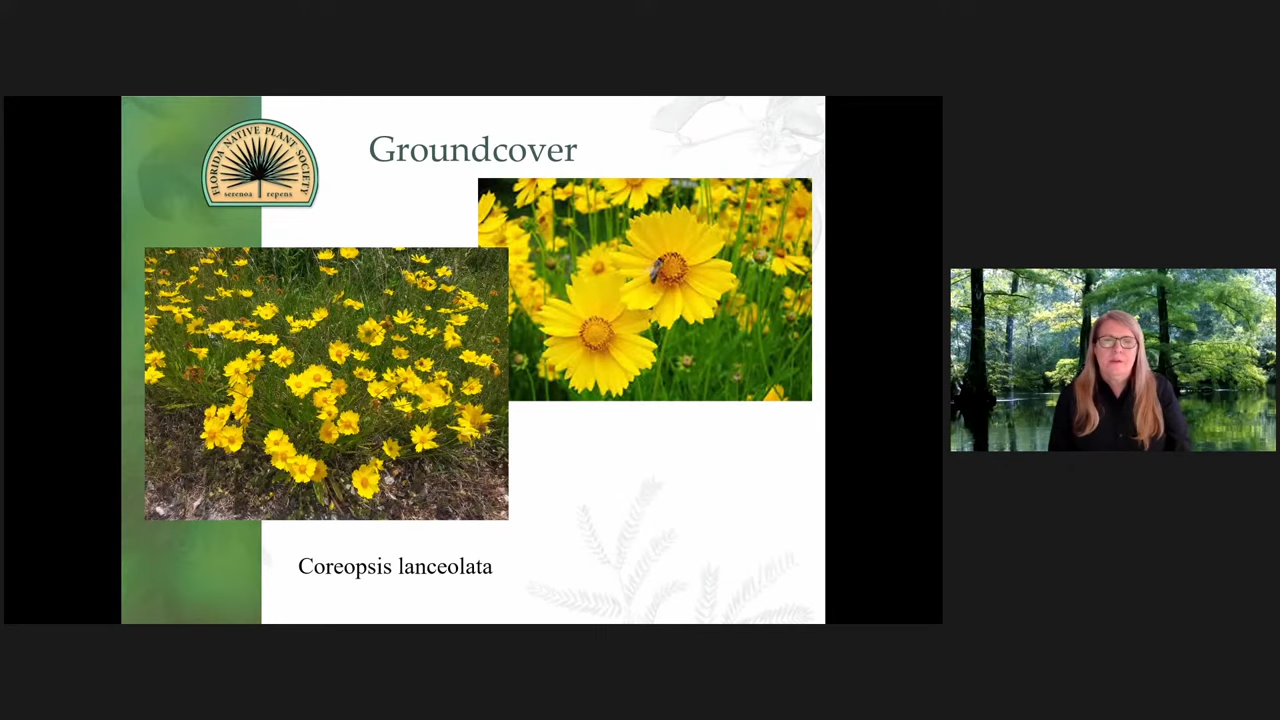 FLORIDA NATIVE PLANT SOCIETY
serenoa repens
Groundcover
Coreopsis lanceolata